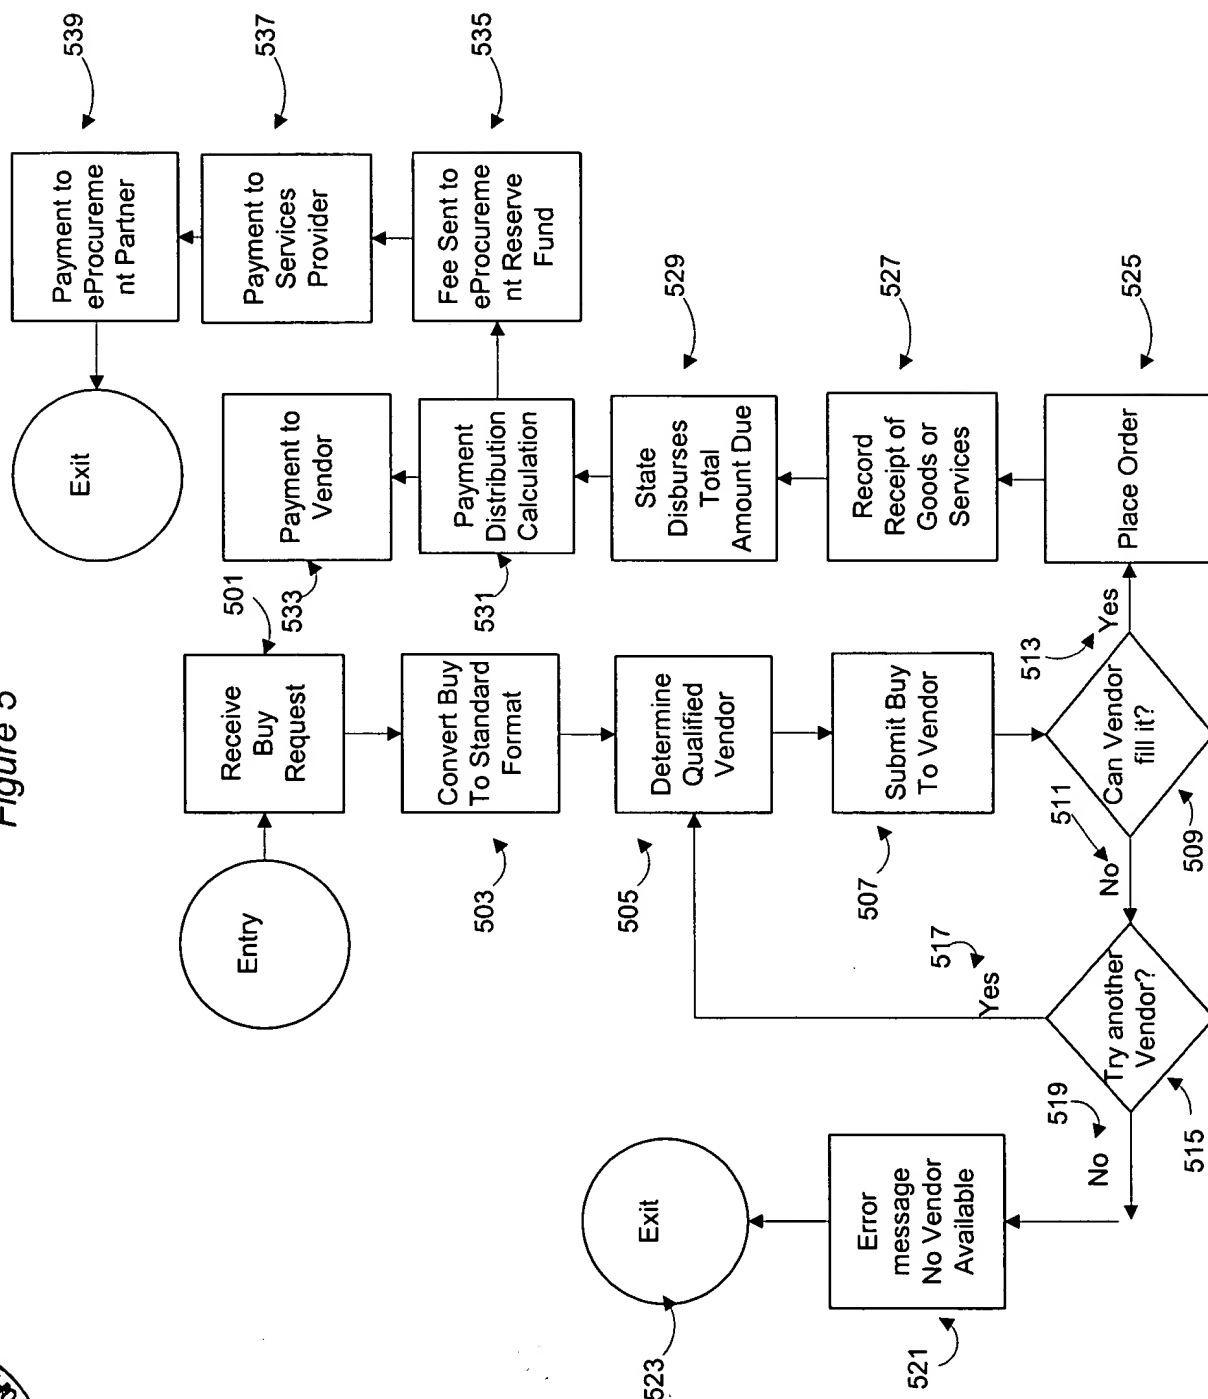 Figure 5
Entry
Receive
Buy
Request
501
Convert Buy
To Standard
Format
503
Determine
Qualified
Vendor
505
Submit Buy
To Vendor
507
Can Vendor
fill it?
509
No
511
Yes
513
Try another
Vendor?
515
Yes
517
No
519
Error
message
No Vendor
Available
521
Exit
523
Place Order
525
Record
Receipt of
Goods or
Services
527
State
Disburses
Total
Amount Due
529
Payment
Distribution
Calculation
531
Payment to
Vendor
533
Fee Sent to
eProcureme
nt Reserve
Fund
535
Payment to
Services
Provider
537
Payment to
eProcureme
nt Partner
539
Exit